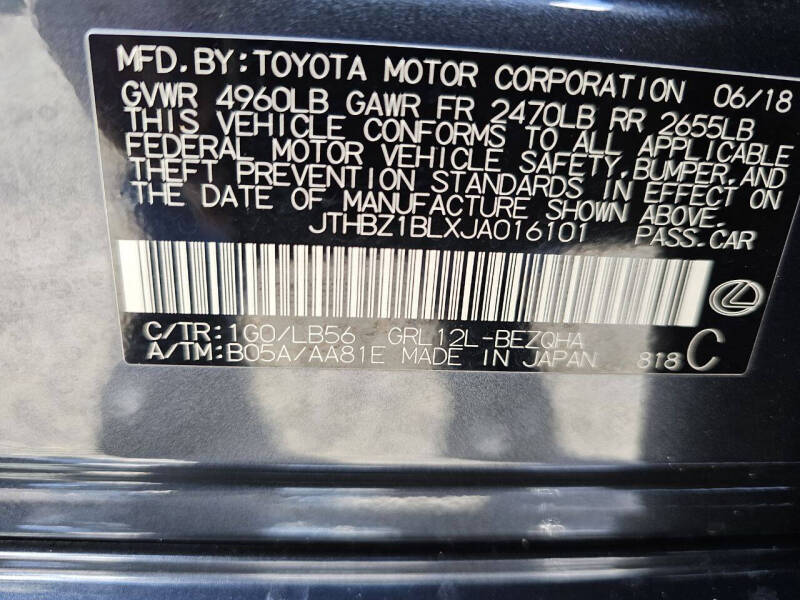 MFD. BY: TOYOTA MOTOR CORPORATION 06/18
GVWR 4960LB GAWR FR 2470LB RR 2655LB
THIS VEHICLE CONFORMS TO ALL APPLICABLE
FEDERAL MOTOR VEHICLE SAFETY, BUMPER, AND
THEFT PREVENTION STANDARDS IN EFFECT ON
THE DATE OF MANUFACTURE SHOWN ABOVE.
JTHBZ1BLXJA016101 PASS. CAR
C/TR: 1G0/LB56 GRL12L-BEZQHA
A/TM: B05A/AA81E MADE IN JAPAN 818 C